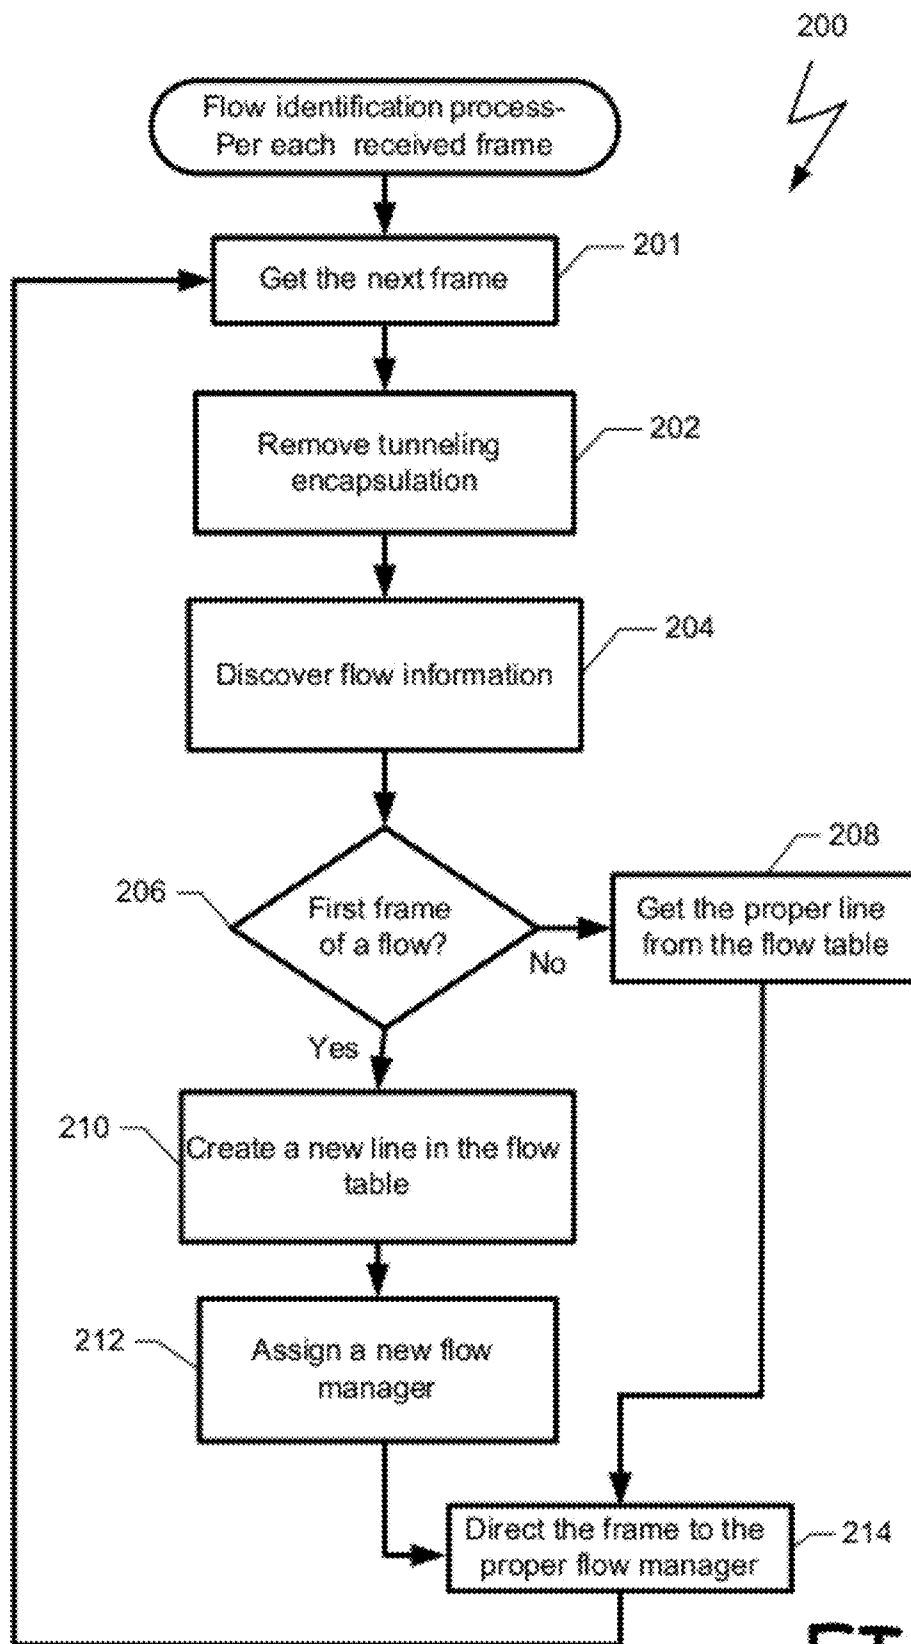 200
Flow identification process-
Per each received frame
201
Get the next frame
202
Remove tunneling
encapsulation
204
Discover flow information
206
First frame
of a flow?
No
208
Get the proper line
from the flow table
Yes
210
Create a new line in the flow
table
212
Assign a new flow
manager
Direct the frame to the
proper flow manager
214